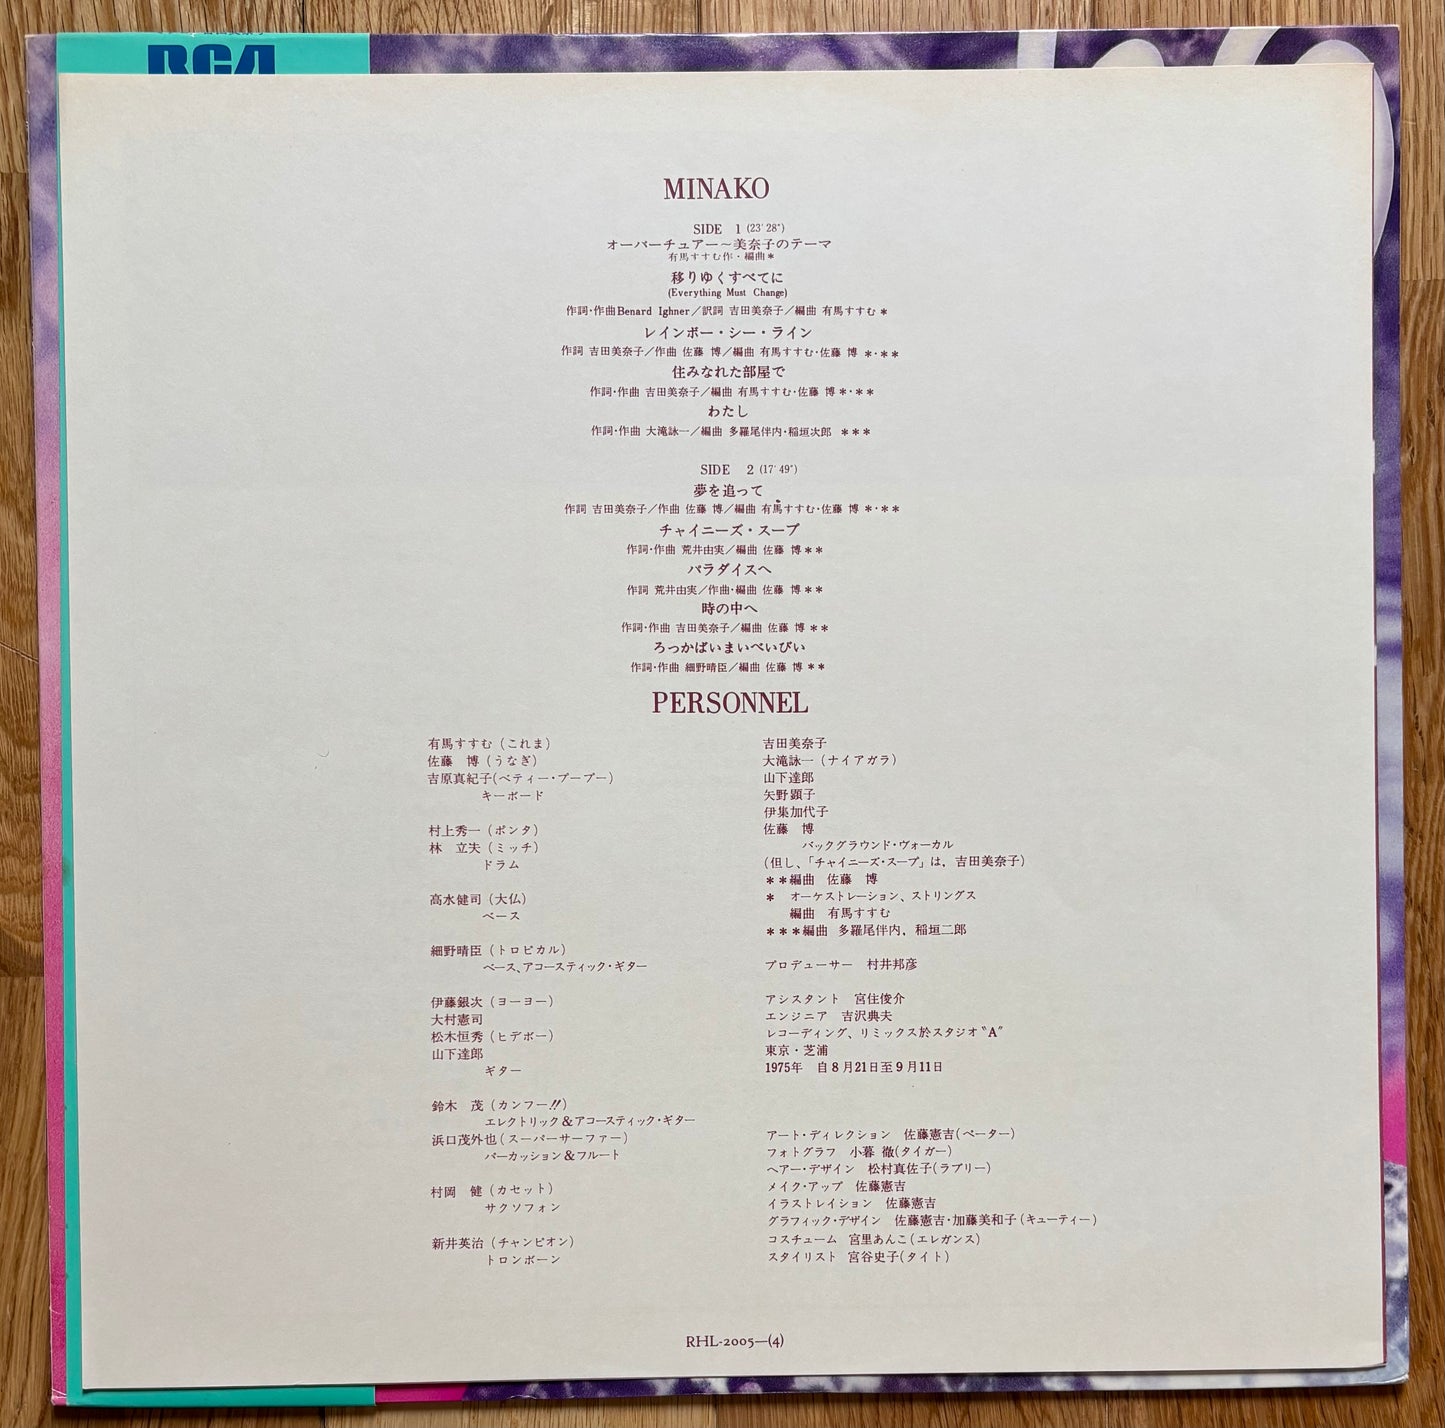 RCA
MINAKO
SIDE 1 (23′28″)
オーバーチュアー～美奈子のテーマ
有馬すすむ作・編曲＊
移りゆくすべてに
(Everything Must Change)
作詞・作曲Benard Ighner／訳詞 吉田美奈子／編曲 有馬すすむ＊
レインボー・シー・ライン
作詞 吉田美奈子／作曲 佐藤 博／編曲 有馬すすむ・佐藤 博 ＊・＊＊
住みなれた部屋で
作詞・作曲 吉田美奈子／編曲 有馬すすむ・佐藤 博＊・＊＊
わたし
作詞・作曲 大滝詠一／編曲 多羅尾伴内・稲垣次郎 ＊＊＊
SIDE 2 (17′49″)
夢を追って
作詞 吉田美奈子／作曲 佐藤 博／編曲 有馬すすむ・佐藤 博 ＊・＊＊
チャイニーズ・スープ
作詞・作曲 荒井由実／編曲 佐藤 博＊＊
パラダイスへ
作詞 荒井由実／作曲・編曲 佐藤 博＊＊
時の中へ
作詞・作曲 吉田美奈子／編曲 佐藤 博＊＊
ろっかばいまいべいびい
作詞・作曲 細野晴臣／編曲 佐藤 博＊＊
PERSONNEL
有馬すすむ（これま）
佐藤 博（うなぎ）
吉原真紀子(ベティー・ブープー)
キーボード
村上秀一（ポンタ）
林 立夫（ミッチ）
ドラム
高水健司（大仏）
ベース
細野晴臣（トロピカル）
ベース、アコースティック・ギター
伊藤銀次（ヨーヨー）
大村憲司
松木恒秀（ヒデボー）
山下達郎
ギター
鈴木 茂（カンフー!!）
エレクトリック&アコースティック・ギター
浜口茂外也(スーパーサーファー)
パーカッション&フルート
村岡 健（カセット）
サクソフォン
新井英治（チャンピオン）
トロンボーン
吉田美奈子
大滝詠一（ナイアガラ）
山下達郎
矢野顕子
伊集加代子
佐藤 博
バックグラウンド・ヴォーカル
（但し、「チャイニーズ・スープ」は，吉田美奈子）
＊＊編曲 佐藤 博
＊ オーケストレーション、ストリングス
編曲 有馬すすむ
＊＊＊編曲 多羅尾伴内，稲垣二郎
プロデューサー 村井邦彦
アシスタント 宮住俊介
エンジニア 吉沢典夫
レコーディング、リミックス於スタジオ〝A〟
東京・芝浦
1975年 自8月21日至9月11日
アート・ディレクション 佐藤憲吉(ペーター)
フォトグラフ 小暮 徹(タイガー)
ヘアー・デザイン 松村真佐子(ラブリー)
メイク・アップ 佐藤憲吉
イラストレイション 佐藤憲吉
グラフィック・デザイン 佐藤憲吉・加藤美和子(キューティー)
コスチューム 宮里あんこ(エレガンス)
スタイリスト 宮谷史子(タイト)
RHL-2005—(4)